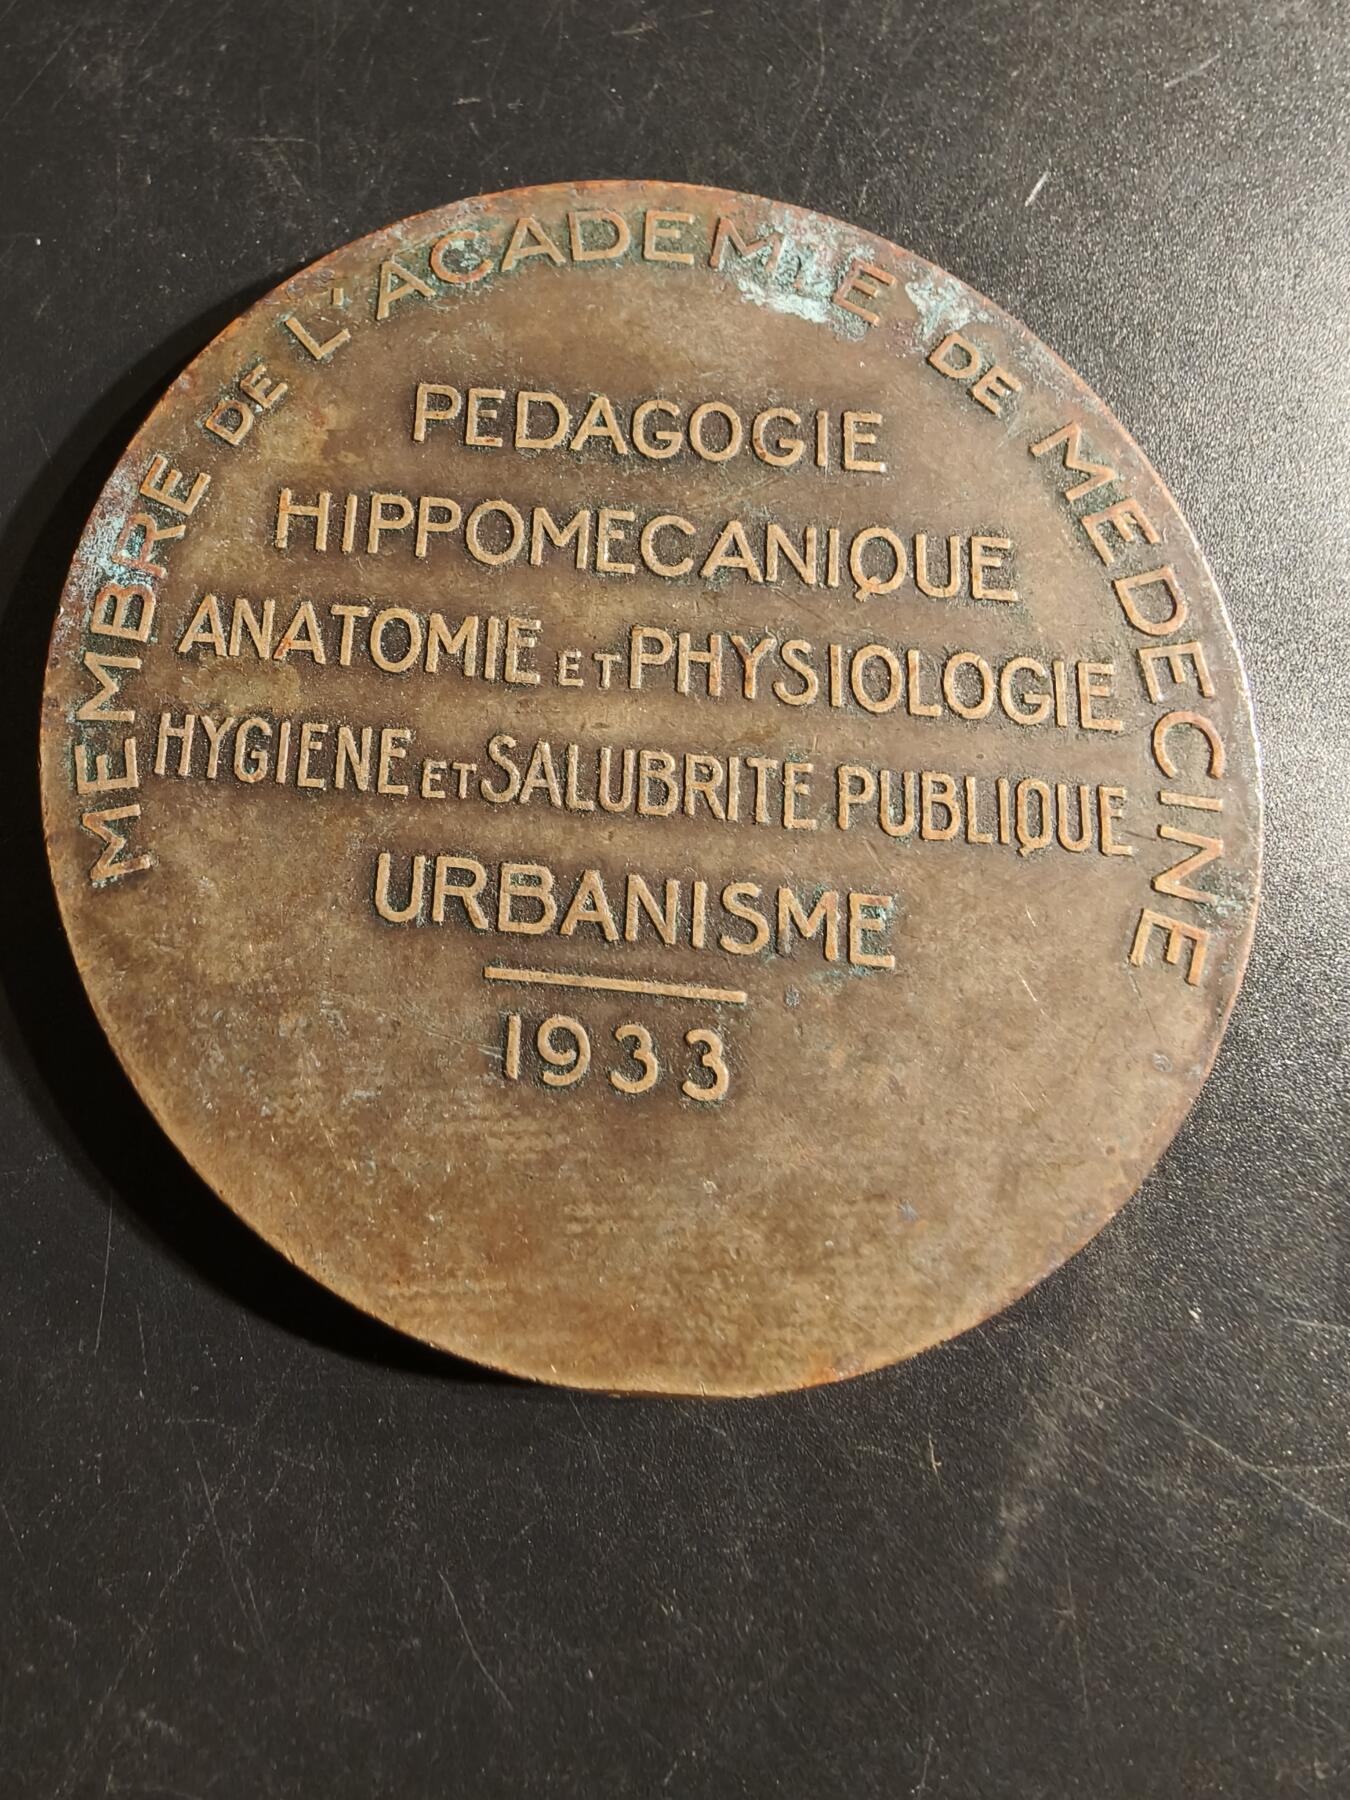 MEMBRE DE L'ACADEMIE DE MEDECINE
PEDAGOGIE
HIPPOMECANIQUE
ANATOMIE ET PHYSIOLOGIE
HYGIENE ET SALUBRITE PUBLIQUE
URBANISME
1933